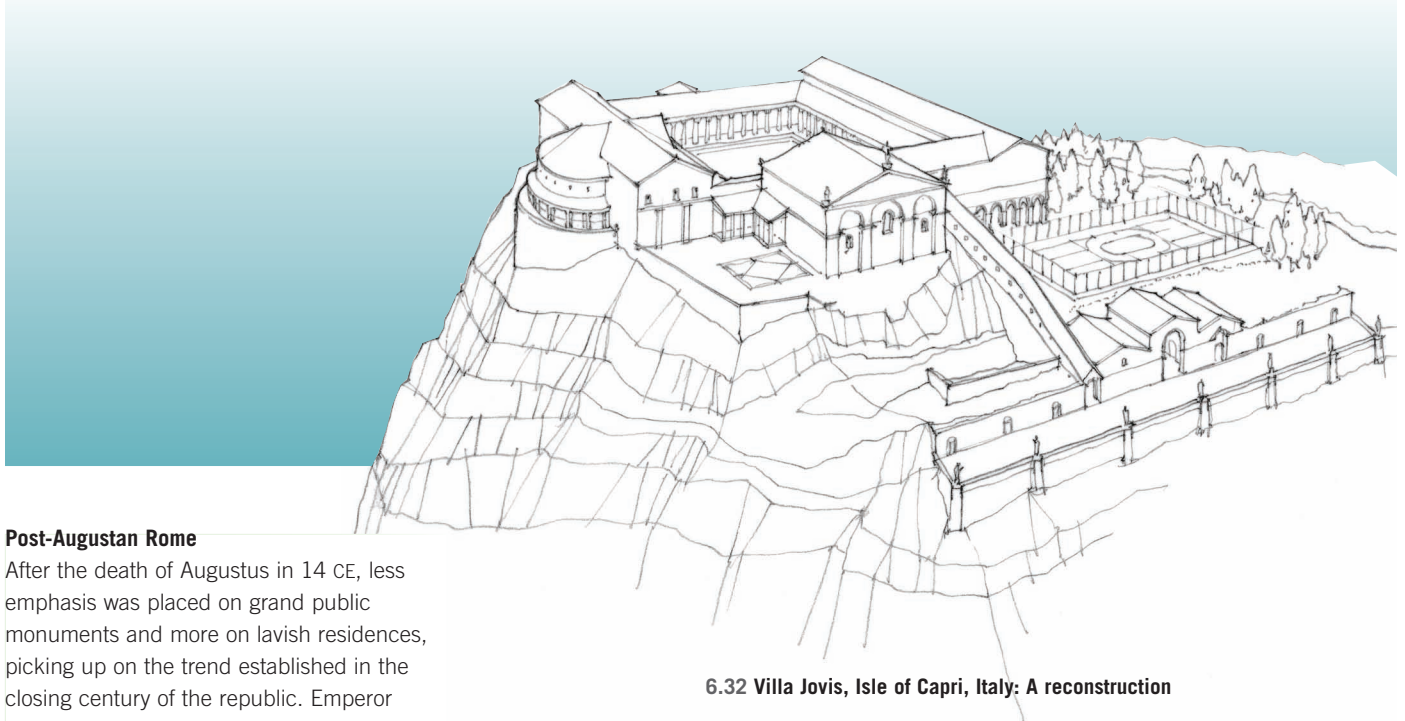 Post-Augustan Rome
After the death of Augustus in 14 CE, less
emphasis was placed on grand public
monuments and more on lavish residences,
picking up on the trend established in the
closing century of the republic. Emperor
6.32 Villa Jovis, Isle of Capri, Italy: A reconstruction